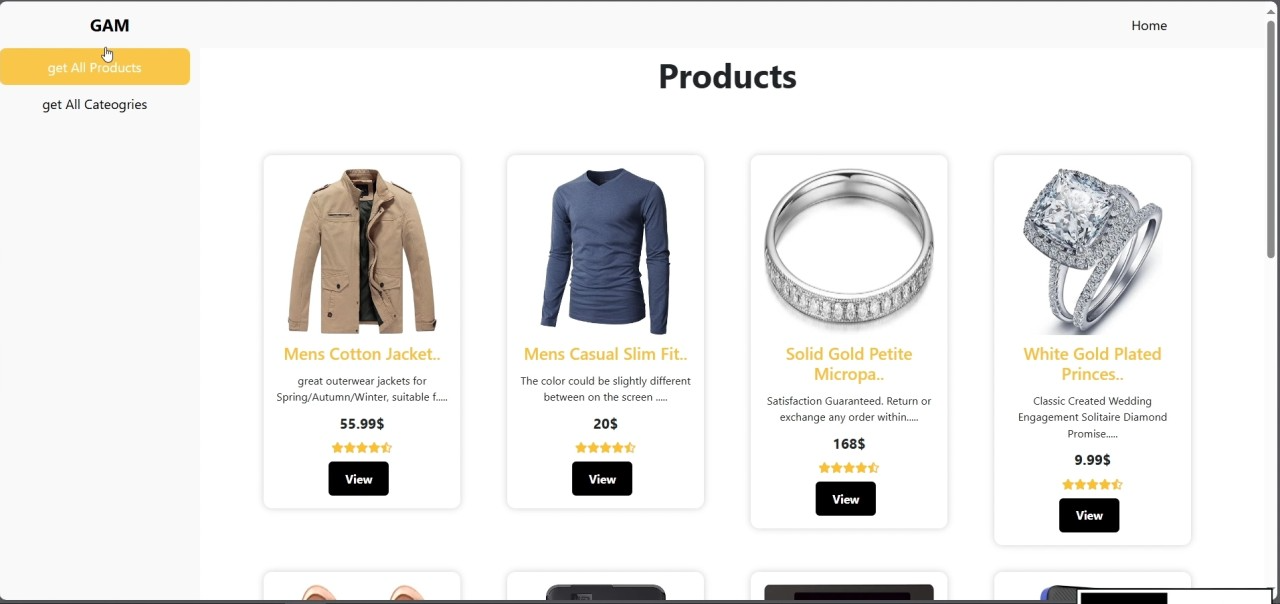 GAM
Home
get All Products
get All Cateogries
Products
Mens Cotton Jacket..
great outerwear jackets for
Spring/Autumn/Winter, suitable f.....
55.99$
View
Mens Casual Slim Fit..
The color could be slightly different
between on the screen .....
20$
View
Solid Gold Petite
Micropa..
Satisfaction Guaranteed. Return or
exchange any order within.....
168$
View
White Gold Plated
Princes..
Classic Created Wedding
Engagement Solitaire Diamond
Promise.....
9.99$
View